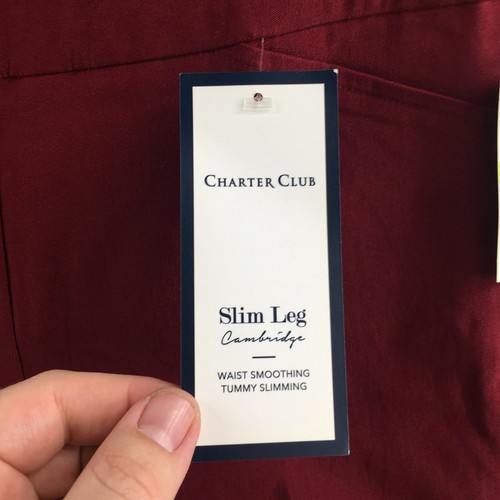 CHARTER CLUB
Slim Leg
Cambridge
WAIST SMOOTHING
TUMMY SLIMMING